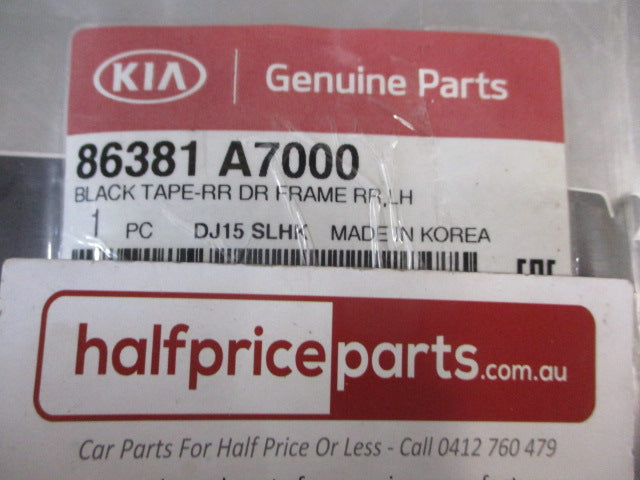 KIA Genuine Parts
86381 A7000
BLACK TAPE-RR DR FRAME RR,LH
1 PC DJ15 SLHK MADE IN KOREA
halfpriceparts.com.au
Car Parts For Half Price Or Less - Call 0412 760 479